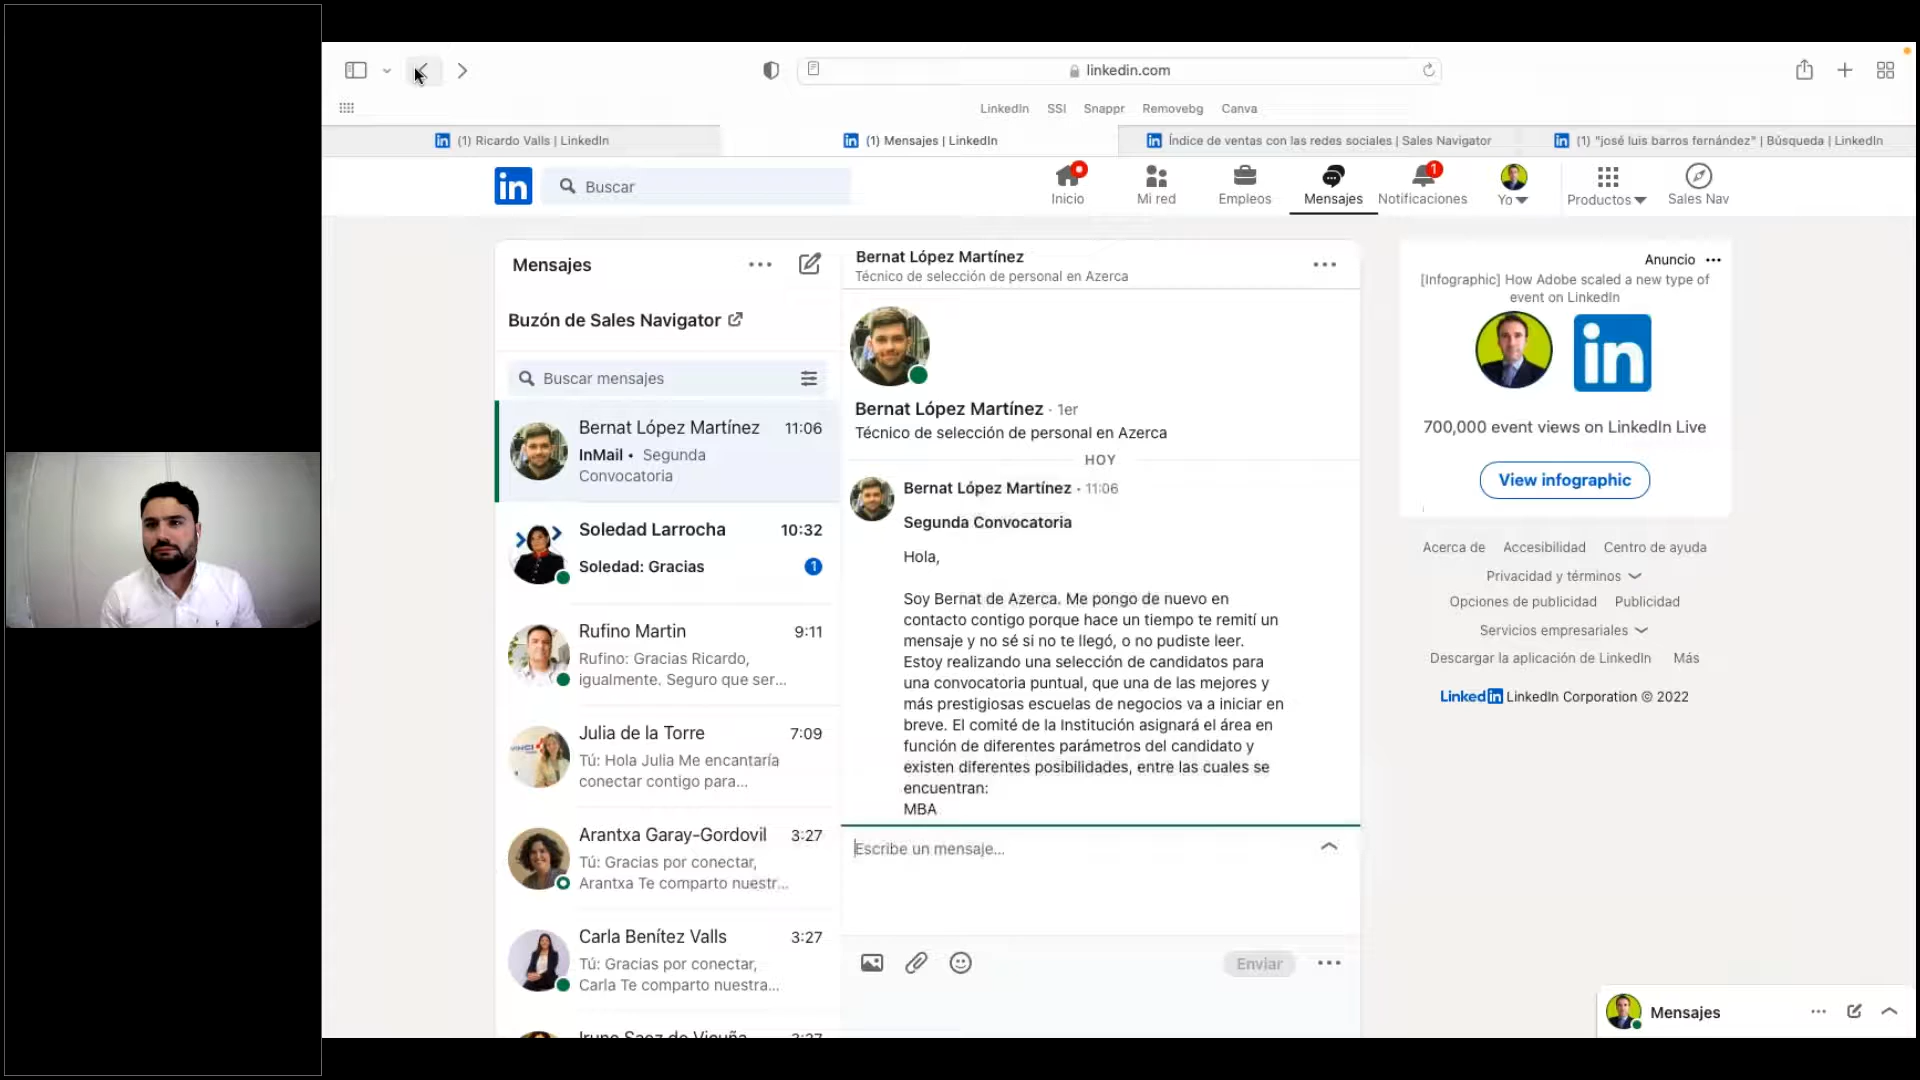 linkedin.com
LinkedIn SSI Snappr Removebg Canva
(1) Ricardo Valls | LinkedIn
(1) Mensajes | LinkedIn
Índice de ventas con las redes sociales | Sales Navigator
(1) "josé luis barros fernández" | Búsqueda | LinkedIn
in
Buscar
Inicio
Mi red
Empleos
Mensajes
1
Notificaciones
Yo
Productos
Sales Nav
Mensajes
Buzón de Sales Navigator
Buscar mensajes
Bernat López Martínez 11:06
InMail • Segunda
Convocatoria
Soledad Larrocha 10:32
Soledad: Gracias 1
Rufino Martin 9:11
Rufino: Gracias Ricardo,
igualmente. Seguro que ser...
Julia de la Torre 7:09
Tú: Hola Julia Me encantaría
conectar contigo para...
Arantxa Garay-Gordovil 3:27
Tú: Gracias por conectar,
Arantxa Te comparto nuestr...
Carla Benítez Valls 3:27
Tú: Gracias por conectar,
Carla Te comparto nuestra...
Bernat López Martínez
Técnico de selección de personal en Azerca
Bernat López Martínez · 1er
Técnico de selección de personal en Azerca
HOY
Bernat López Martínez • 11:06
Segunda Convocatoria
Hola,
Soy Bernat de Azerca. Me pongo de nuevo en
contacto contigo porque hace un tiempo te remití un
mensaje y no sé si no te llegó, o no pudiste leer.
Estoy realizando una selección de candidatos para
una convocatoria puntual, que una de las mejores y
más prestigiosas escuelas de negocios va a iniciar en
breve. El comité de la Institución asignará el área en
función de diferentes parámetros del candidato y
existen diferentes posibilidades, entre las cuales se
encuentran:
MBA
Escribe un mensaje...
Enviar
Anuncio
[Infographic] How Adobe scaled a new type of
event on LinkedIn
in
700,000 event views on LinkedIn Live
View infographic
Acerca de Accesibilidad Centro de ayuda
Privacidad y términos
Opciones de publicidad Publicidad
Servicios empresariales
Descargar la aplicación de LinkedIn Más
LinkedIn LinkedIn Corporation © 2022
Mensajes